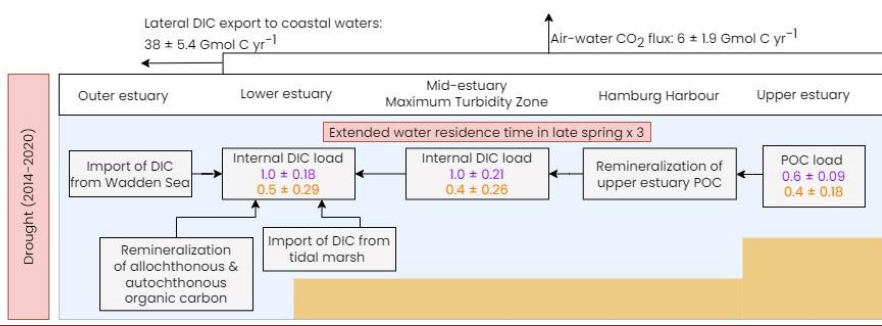 Lateral DIC export to coastal waters:
38 ± 5.4 Gmol C yr⁻¹
Air-water CO₂ flux: 6 ± 1.9 Gmol C yr⁻¹
Outer estuary
Lower estuary
Mid-estuary
Maximum Turbidity Zone
Hamburg Harbour
Upper estuary
Drought (2014-2020)
Extended water residence time in late spring x 3
Import of DIC
from Wadden Sea
Internal DIC load
1.0 ± 0.18
0.5 ± 0.29
Internal DIC load
1.0 ± 0.21
0.4 ± 0.26
Remineralization of
upper estuary POC
POC load
0.6 ± 0.09
0.4 ± 0.18
Remineralization
of allochthonous &
autochthonous
organic carbon
Import of DIC from
tidal marsh